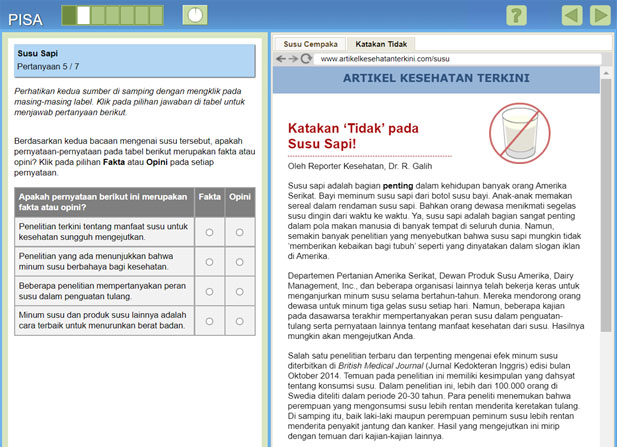 PISA
?
Susu Sapi
Pertanyaan 5 / 7
Perhatikan kedua sumber di samping dengan mengklik pada
masing-masing label. Klik pada pilihan jawaban di tabel untuk
menjawab pertanyaan berikut.
Berdasarkan kedua bacaan mengenai susu tersebut, apakah
pernyataan-pernyataan pada tabel berikut merupakan fakta atau
opini? Klik pada pilihan Fakta atau Opini pada setiap
pernyataan.
Apakah pernyataan berikut ini merupakan
fakta atau opini?
Fakta
Opini
Penelitian terkini tentang manfaat susu untuk
kesehatan sungguh mengejutkan.
Penelitian yang ada menunjukkan bahwa
minum susu berbahaya bagi kesehatan.
Beberapa penelitian mempertanyakan peran
susu dalam penguatan tulang.
Minum susu dan produk susu lainnya adalah
cara terbaik untuk menurunkan berat badan.
Susu Cempaka
Katakan Tidak
www.artikelkesehatanterkini.com/susu
ARTIKEL KESEHATAN TERKINI
Katakan ‘Tidak’ pada
Susu Sapi!
Oleh Reporter Kesehatan, Dr. R. Galih
Susu sapi adalah bagian penting dalam kehidupan banyak orang Amerika
Serikat. Bayi meminum susu sapi dari botol susu bayi. Anak-anak memakan
sereal dalam rendaman susu sapi. Bahkan orang dewasa menikmati segelas
susu dingin dari waktu ke waktu. Ya, susu sapi adalah bagian sangat penting
dalam pola makan manusia di banyak tempat di seluruh dunia. Namun,
semakin banyak penelitian yang menyebutkan bahwa susu sapi mungkin tidak
‘memberikan kebaikan bagi tubuh’ seperti yang dinyatakan dalam slogan iklan
di Amerika.
Departemen Pertanian Amerika Serikat, Dewan Produk Susu Amerika, Dairy
Management, Inc., dan beberapa organisasi lainnya telah bekerja keras untuk
menganjurkan minum susu selama bertahun-tahun. Mereka mendorong orang
dewasa untuk minum tiga gelas susu setiap hari. Namun, beberapa kajian
pada dasawarsa terakhir mempertanyakan peran susu dalam penguatan-
tulang serta pernyataan lainnya tentang manfaat kesehatan dari susu. Hasilnya
mungkin akan mengejutkan Anda.
Salah satu penelitian terbaru dan terpenting mengenai efek minum susu
diterbitkan di British Medical Journal (Jurnal Kedokteran Inggris) edisi bulan
Oktober 2014. Temuan pada penelitian ini memiliki kesimpulan yang dahsyat
tentang konsumsi susu. Dalam penelitian ini, lebih dari 100.000 orang di
Swedia diteliti dalam periode 20-30 tahun. Para peneliti menemukan bahwa
perempuan yang mengonsumsi susu lebih rentan menderita keretakan tulang.
Di samping itu, baik laki-laki maupun perempuan peminum susu lebih rentan
menderita penyakit jantung dan kanker. Hasil yang mengejutkan ini mirip
dengan temuan dari kajian-kajian lainnya.